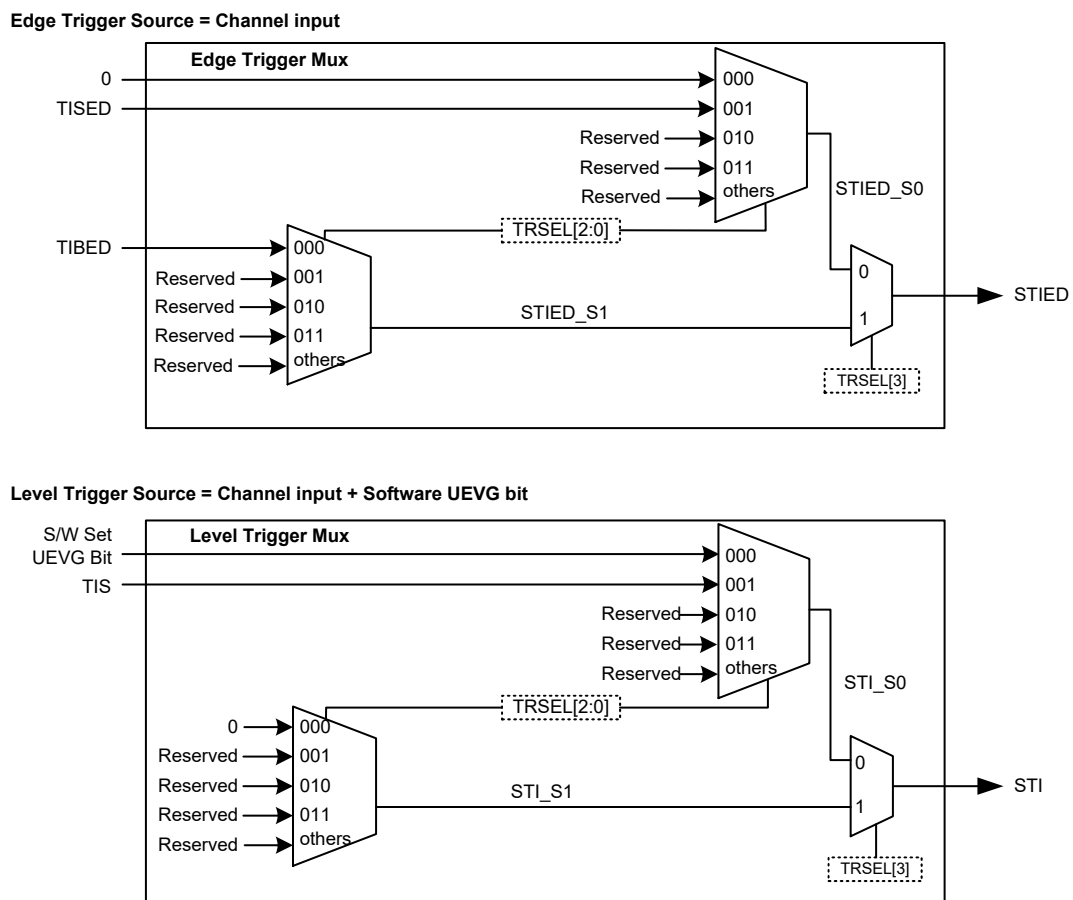 Edge Trigger Source = Channel input
Edge Trigger Mux
0
000
TISED
001
Reserved
010
Reserved
011
Reserved
others
STIED_S0
TRSEL[2:0]
TIBED
000
Reserved
001
Reserved
010
Reserved
011
Reserved
others
STIED_S1
0
1
STIED
TRSEL[3]
Level Trigger Source = Channel input + Software UEVG bit
Level Trigger Mux
S/W Set
UEVG Bit
000
TIS
001
Reserved
010
Reserved
011
Reserved
others
STI_S0
TRSEL[2:0]
0
000
Reserved
001
Reserved
010
Reserved
011
Reserved
others
STI_S1
0
1
STI
TRSEL[3]